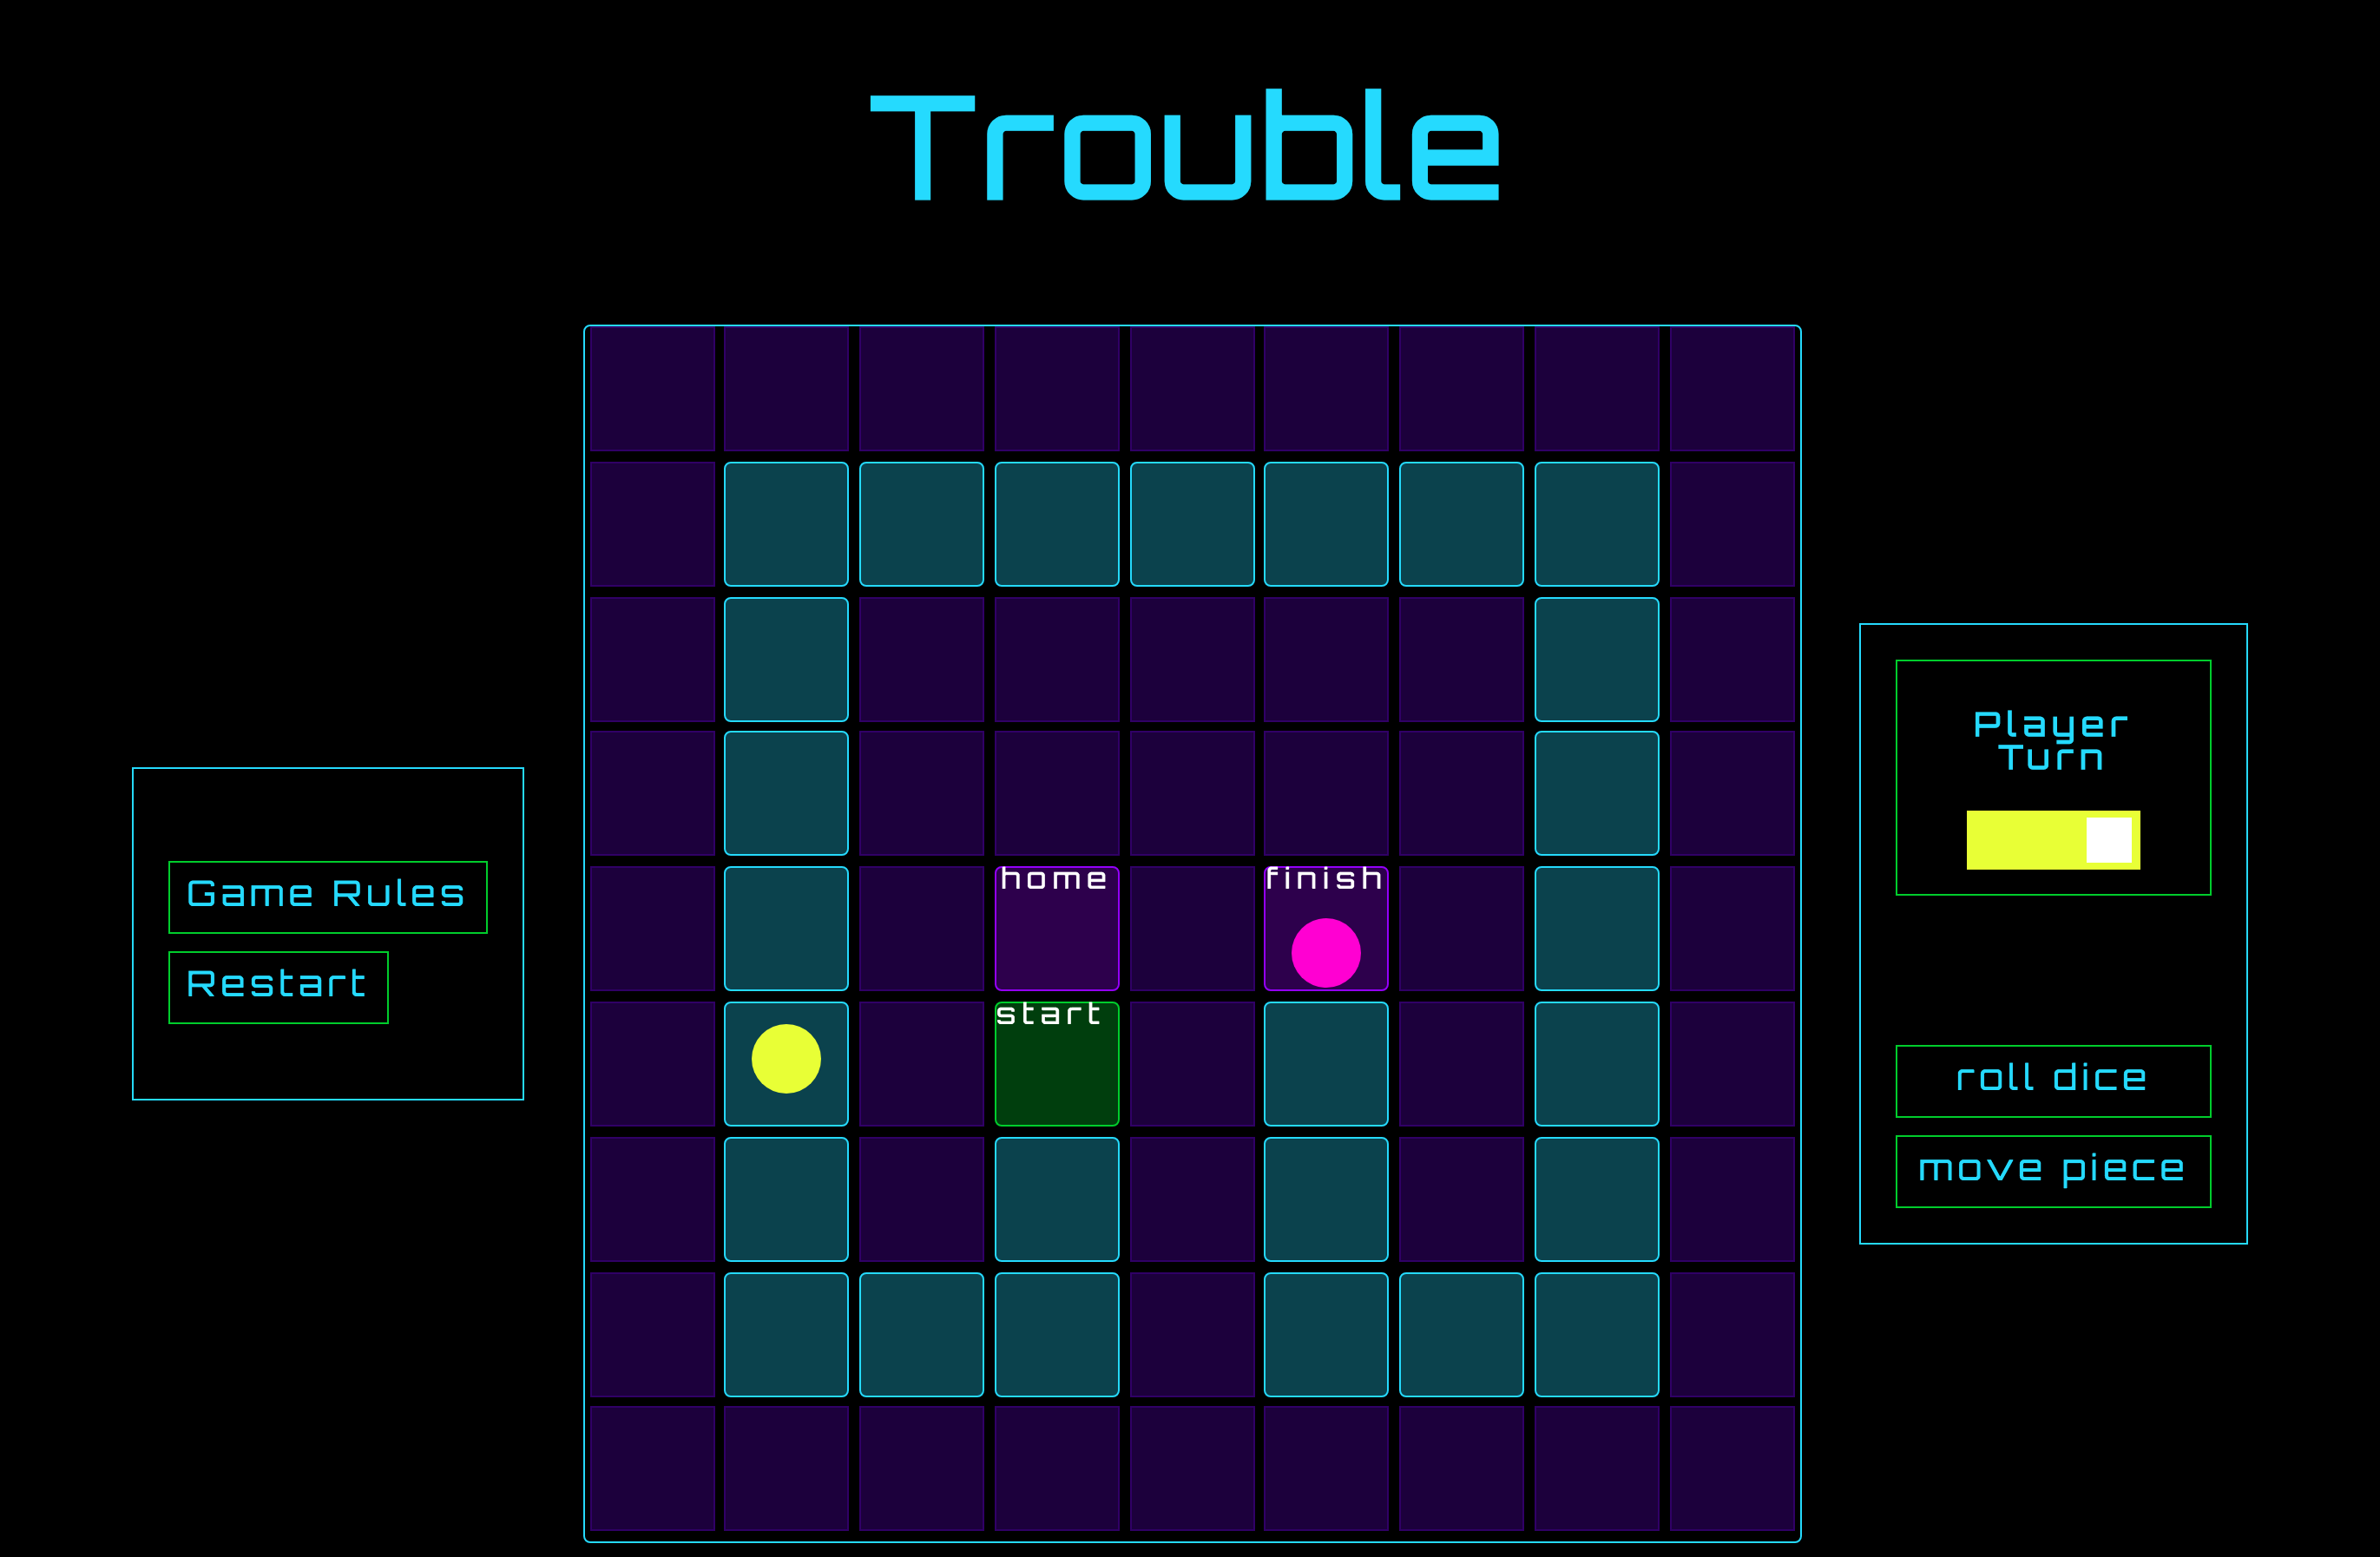 Trouble
Game Rules
Restart
home
finish
start
Player
Turn
roll dice
move piece